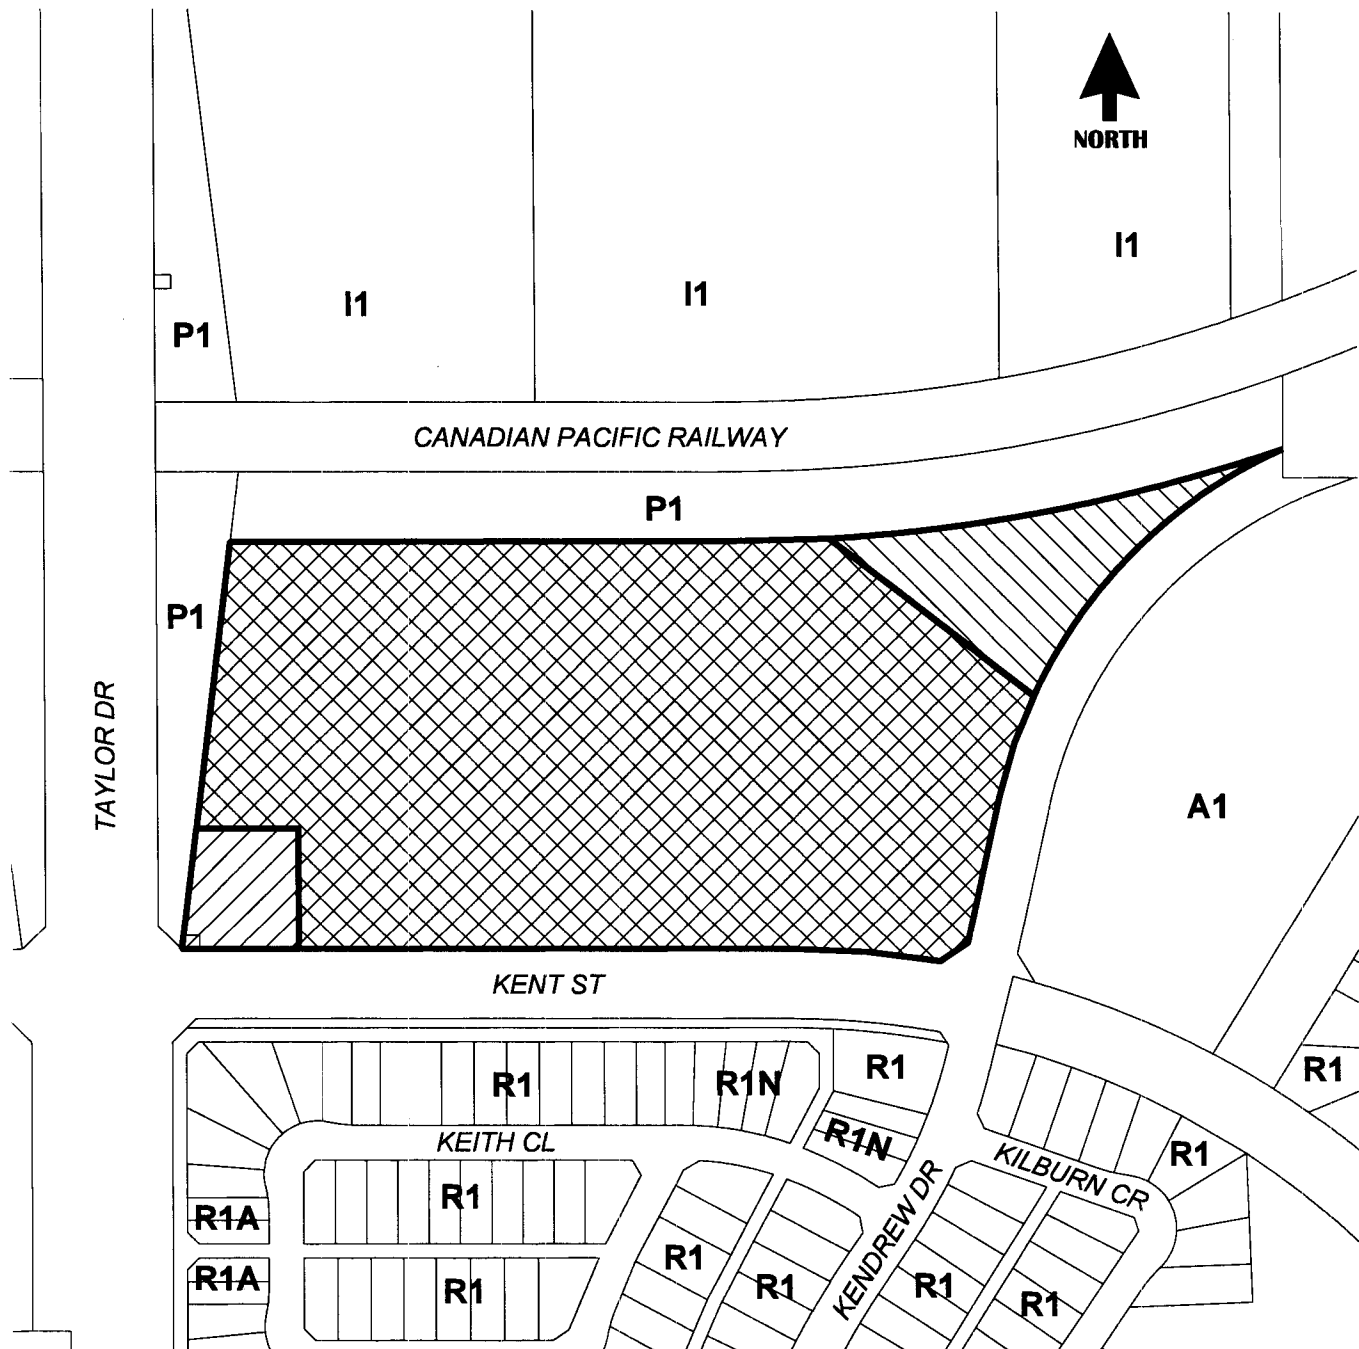 NORTH
I1
I1
I1
P1
CANADIAN PACIFIC RAILWAY
P1
P1
TAYLOR DR
A1
KENT ST
R1
R1N
R1
R1
KEITH CL
R1N
KILBURN CR
R1
R1
R1A
KENDREW DR
R1
R1
R1
R1A
R1
R1